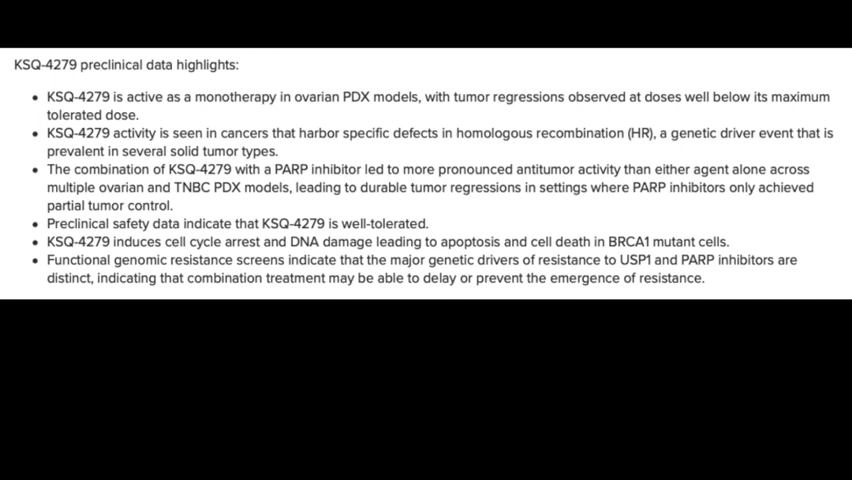 KSQ-4279 preclinical data highlights:
• KSQ-4279 is active as a monotherapy in ovarian PDX models, with tumor regressions observed at doses well below its maximum
tolerated dose.
• KSQ-4279 activity is seen in cancers that harbor specific defects in homologous recombination (HR), a genetic driver event that is
prevalent in several solid tumor types.
• The combination of KSQ-4279 with a PARP inhibitor led to more pronounced antitumor activity than either agent alone across
multiple ovarian and TNBC PDX models, leading to durable tumor regressions in settings where PARP inhibitors only achieved
partial tumor control.
• Preclinical safety data indicate that KSQ-4279 is well-tolerated.
• KSQ-4279 induces cell cycle arrest and DNA damage leading to apoptosis and cell death in BRCA1 mutant cells.
• Functional genomic resistance screens indicate that the major genetic drivers of resistance to USP1 and PARP inhibitors are
distinct, indicating that combination treatment may be able to delay or prevent the emergence of resistance.